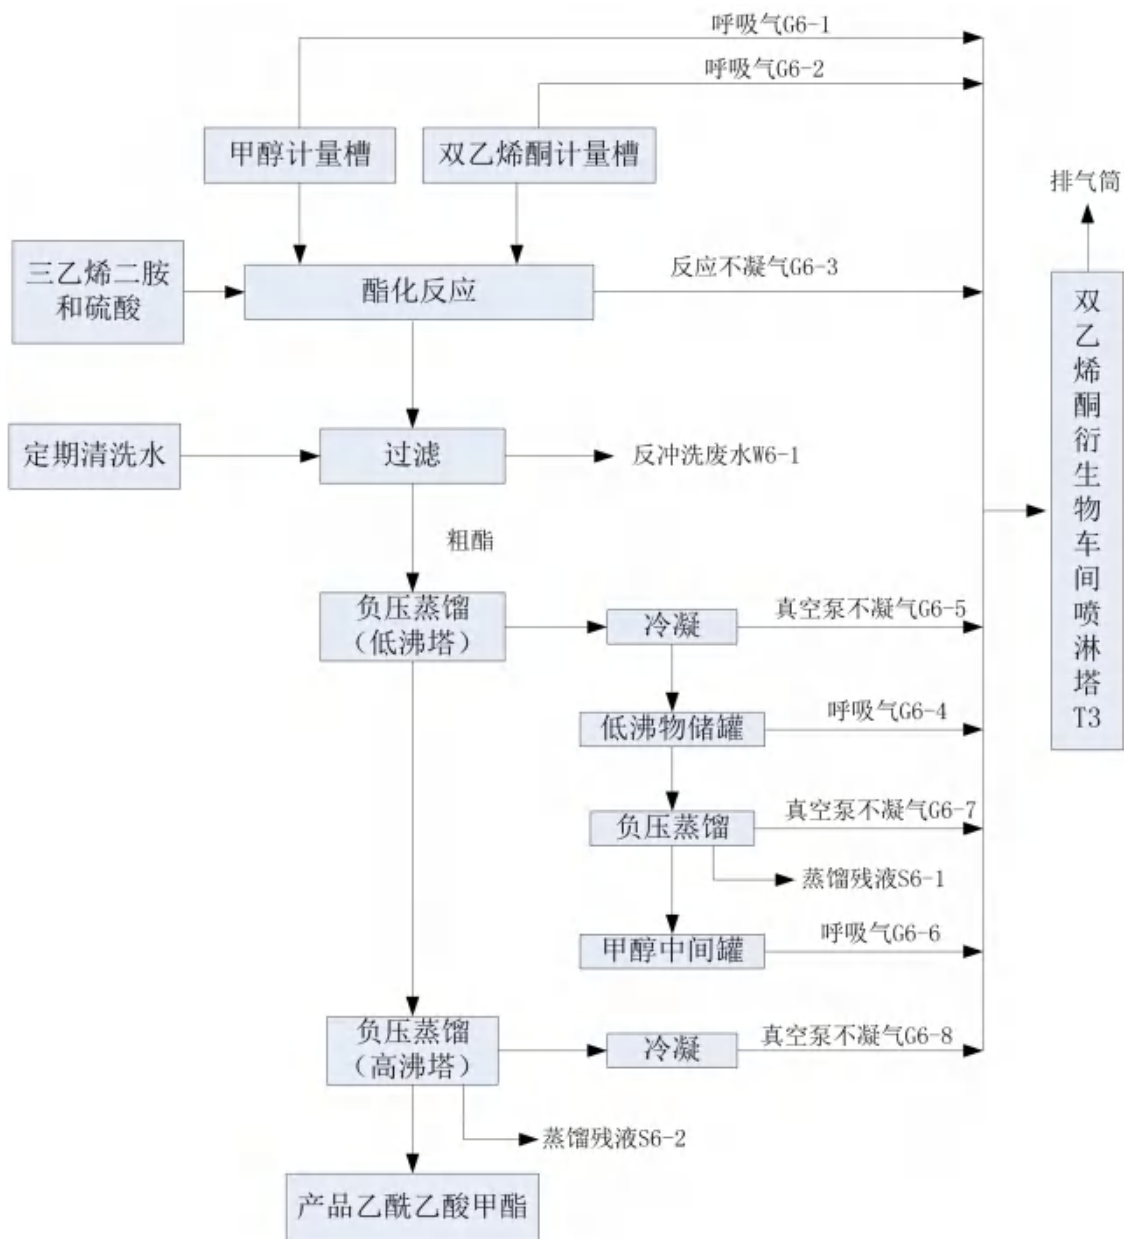 呼吸气G6-1
呼吸气G6-2
甲醇计量槽
双乙烯酮计量槽
排气筒
三乙烯二胺
和硫酸
酯化反应
反应不凝气G6-3
双乙烯酮衍生物车间喷淋塔T3
定期清洗水
过滤
反冲洗废水W6-1
粗酯
负压蒸馏
（低沸塔）
冷凝
真空泵不凝气G6-5
低沸物储罐
呼吸气G6-4
负压蒸馏
真空泵不凝气G6-7
蒸馏残液S6-1
甲醇中间罐
呼吸气G6-6
负压蒸馏
（高沸塔）
冷凝
真空泵不凝气G6-8
蒸馏残液S6-2
产品乙酰乙酸甲酯